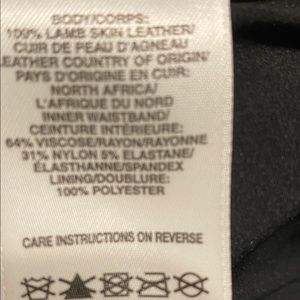 BODY/CORPS:
100% LAMB SKIN LEATHER/
CUIR DE PEAU D'AGNEAU
LEATHER COUNTRY OF ORIGIN/
PAYS D'ORIGINE EN CUIR:
NORTH AFRICA/
L'AFRIQUE DU NORD
INNER WAISTBAND/
CEINTURE INTÉRIEURE:
64% VISCOSE/RAYON/RAYONNE
31% NYLON 5% ELASTANE/
ÉLASTHANNE/SPANDEX
LINING/DOUBLURE:
100% POLYESTER
CARE INSTRUCTIONS ON REVERSE